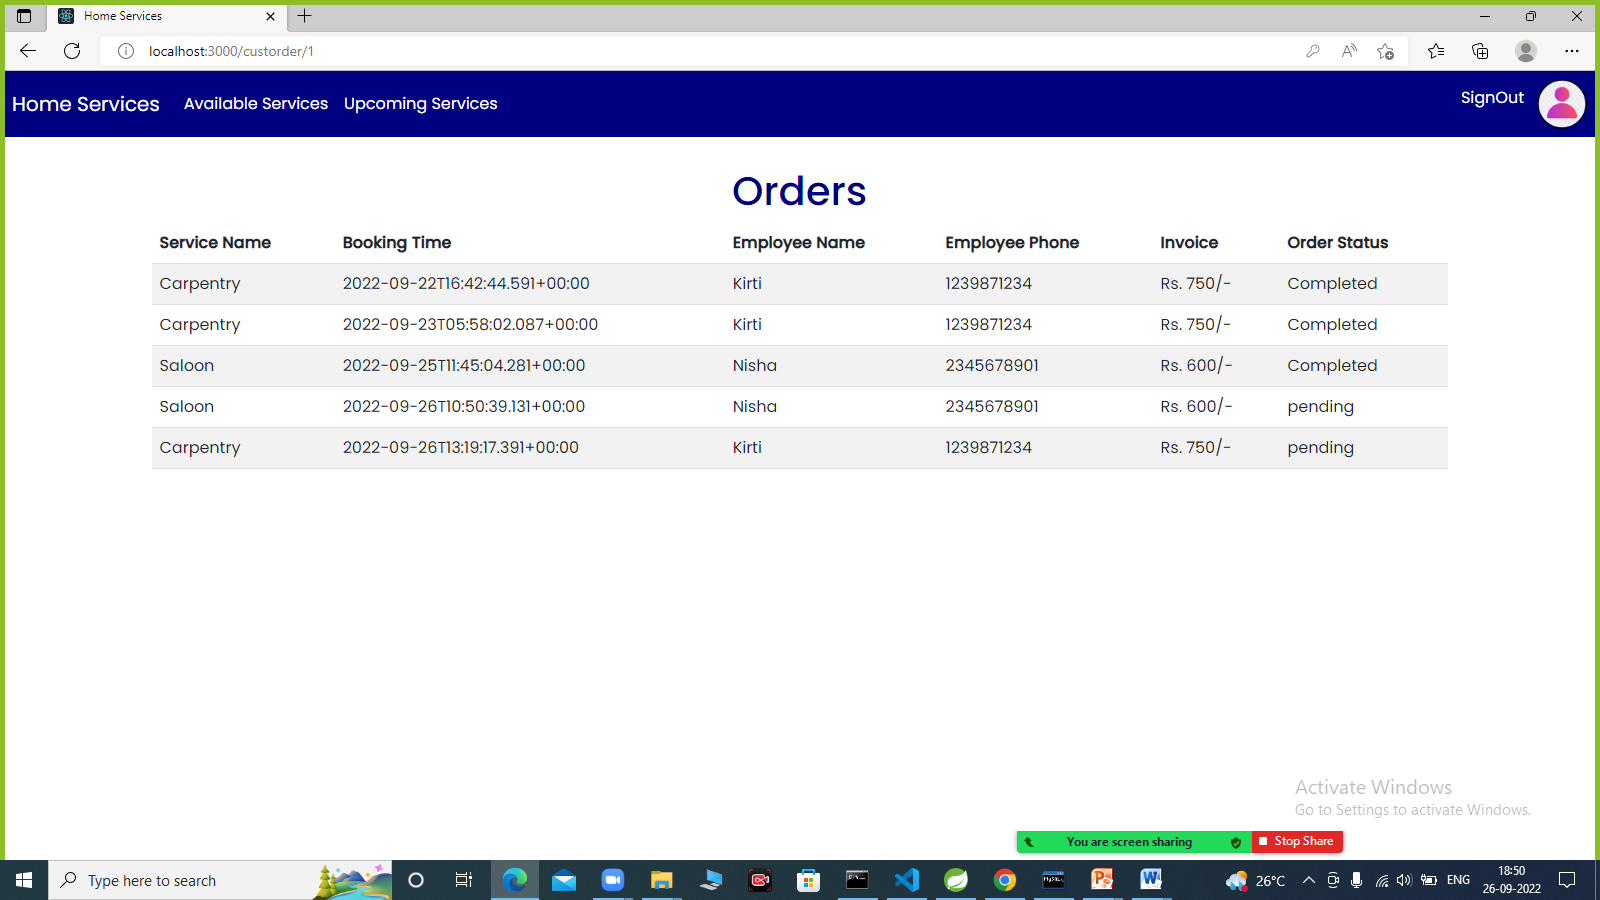 Home Services
localhost:3000/custorder/1
Home Services Available Services Upcoming Services SignOut
Orders
Service Name Booking Time Employee Name Employee Phone Invoice Order Status
Carpentry 2022-09-22T16:42:44.591+00:00 Kirti 1239871234 Rs. 750/- Completed
Carpentry 2022-09-23T05:58:02.087+00:00 Kirti 1239871234 Rs. 750/- Completed
Saloon 2022-09-25T11:45:04.281+00:00 Nisha 2345678901 Rs. 600/- Completed
Saloon 2022-09-26T10:50:39.131+00:00 Nisha 2345678901 Rs. 600/- pending
Carpentry 2022-09-26T13:19:17.391+00:00 Kirti 1239871234 Rs. 750/- pending
Activate Windows
Go to Settings to activate Windows.
You are screen sharing Stop Share
Type here to search 26°C ENG 18:50
26-09-2022